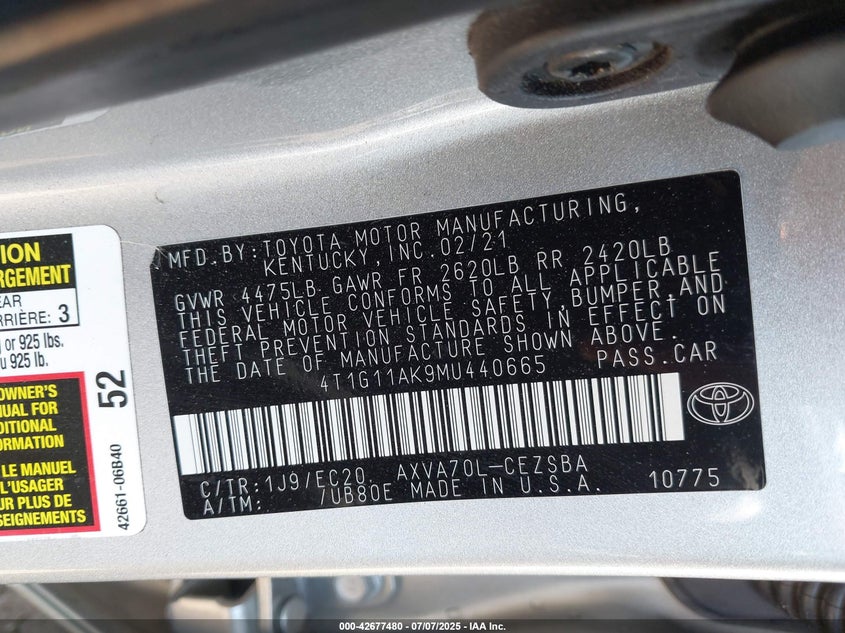 ION
RGEMENT
EAR
RRIÈRE: 3
or 925 lbs.
u 925 lb.
OWNER'S
MANUAL FOR
DDITIONAL
FORMATION
LE MANUEL
L'USAGER
UR PLUS DE
SEIGNEMENTS
52
42661-06B40
MFD.BY:TOYOTA MOTOR MANUFACTURING,
KENTUCKY, INC.02/21
GVWR 4475LB GAWR FR 2620LB RR 2420LB
THIS VEHICLE CONFORMS TO ALL APPLICABLE
FEDERAL MOTOR VEHICLE SAFETY, BUMPER,AND
THEFT PREVENTION STANDARDS IN EFFECT ON
THE DATE OF MANUFACTURE SHOWN ABOVE.
4T1G11AK9MU440665 PASS.CAR
C/TR:1J9/EC20 AXVA70L-CEZSBA
A/TM: /UB80E MADE IN U.S.A. 10775
000-42677480 - 07/07/2025 - IAA Inc.